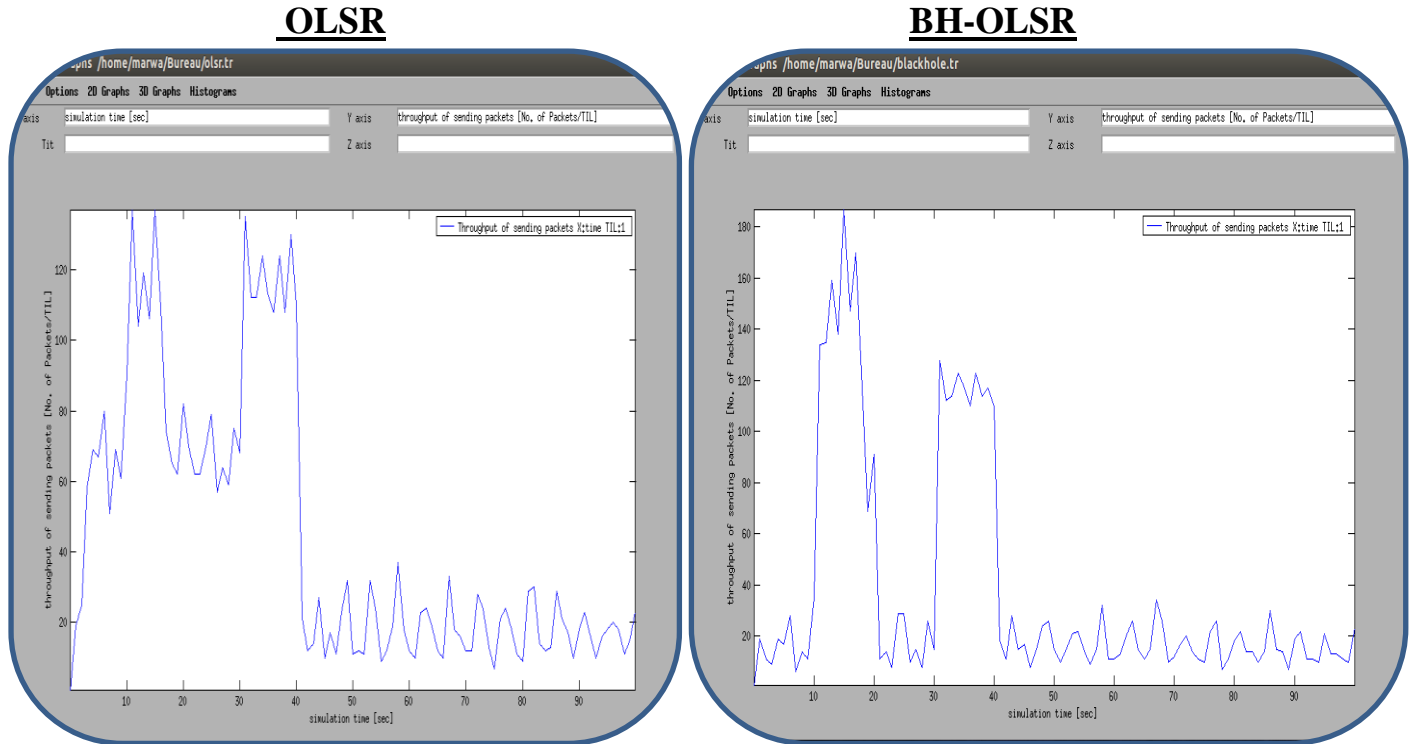 OLSR
phs /home/marwa/Bureau/olsr.tr
Options 2D Graphs 3D Graphs Histograms
axis simulation time [sec] Y axis throughput of sending packets [No. of Packets/TIL]
Tit Z axis
Throughput of sending packets X:time TIL:1
throughput of sending packets [No. of Packets/TIL]
120
100
80
60
40
20
10 20 30 40 50 60 70 80 90
simulation time [sec]
BH-OLSR
phs /home/marwa/Bureau/blackhole.tr
Options 2D Graphs 3D Graphs Histograms
axis simulation time [sec] Y axis throughput of sending packets [No. of Packets/TIL]
Tit Z axis
Throughput of sending packets X:time TIL:1
throughput of sending packets [No. of Packets/TIL]
180
160
140
120
100
80
60
40
20
10 20 30 40 50 60 70 80 90
simulation time [sec]